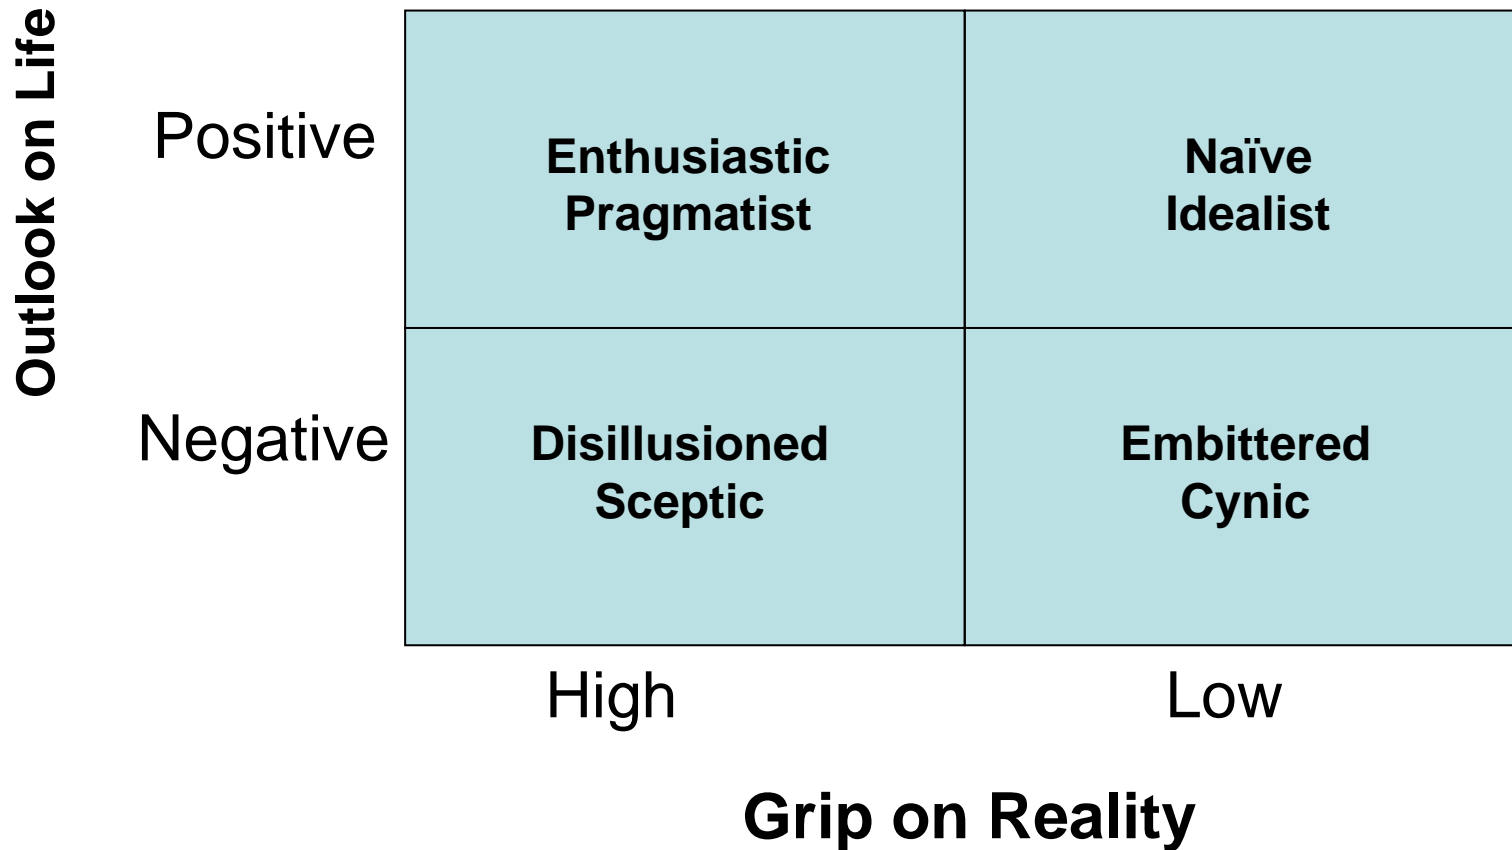 Outlook on Life
Positive
Enthusiastic
Pragmatist
Naïve
Idealist
Negative
Disillusioned
Sceptic
Embittered
Cynic
High
Low
Grip on Reality